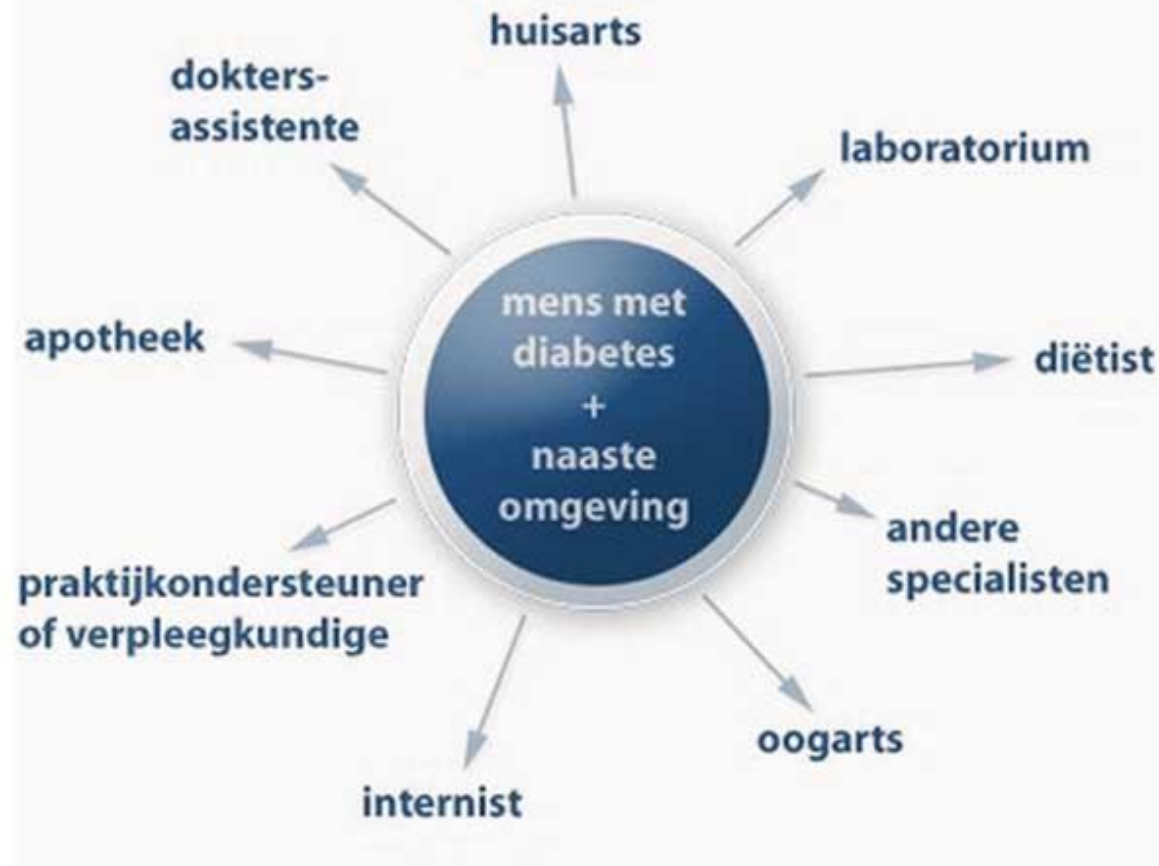 huisarts
dokters-
assistente
laboratorium
apotheek
mens met
diabetes
+
naaste
omgeving
diëtist
andere
specialisten
praktijkondersteuner
of verpleegkundige
oogarts
internist